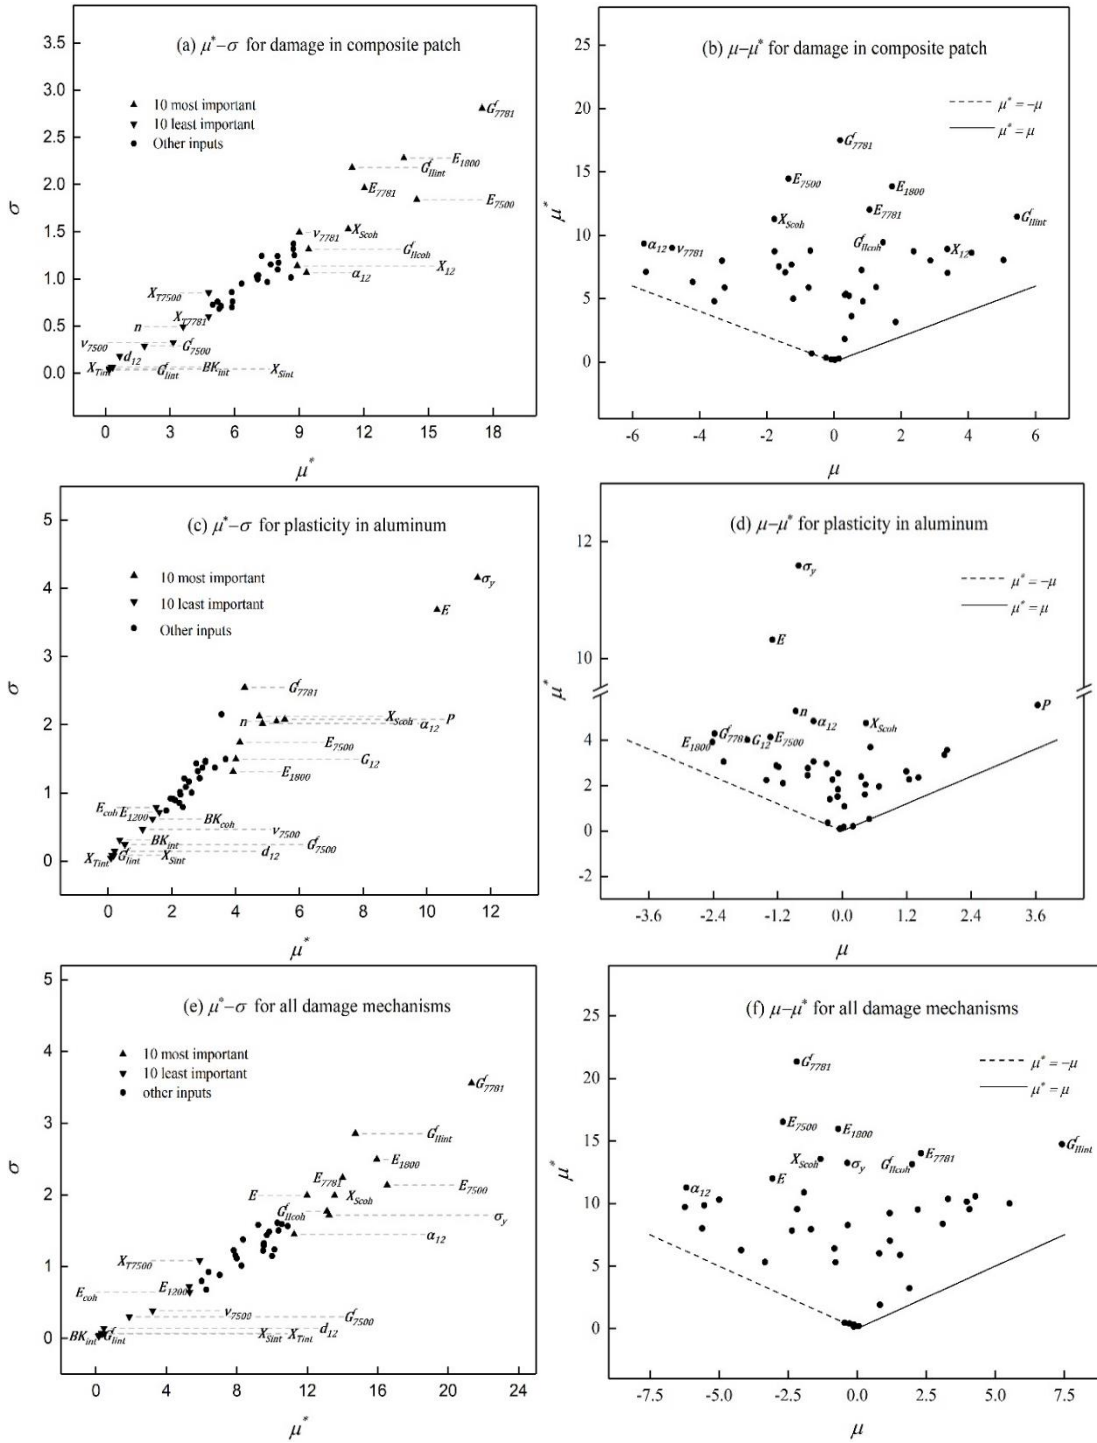 (a) μ*−σ for damage in composite patch
▲ 10 most important
▼ 10 least important
● Other inputs
3.5
3.0
2.5
2.0
1.5
1.0
0.5
0.0
σ
G^f_7781
E_1800
G^f_IIint
E_7781
E_7500
ν_7781
X_Scoh
G^f_IIcoh
X_12
α_12
X_T7500
X_T7781
n
ν_7500
G^f_7500
d_12
X_Tint
G^f_Iint
BK_int
X_Sint
0 3 6 9 12 15 18
μ*
(b) μ−μ* for damage in composite patch
μ* = −μ
μ* = μ
25
20
15
10
5
0
μ*
G^f_7781
E_7500
E_1800
E_7781
X_Scoh
G^f_IIint
G^f_IIcoh
α_12
ν_7781
X_12
-6 -4 -2 0 2 4 6
μ
(c) μ*−σ for plasticity in aluminum
▲ 10 most important
▼ 10 least important
● Other inputs
5
4
3
2
1
0
σ
σ_y
E
G^f_7781
X_Scoh
P
n
α_12
E_7500
G_12
E_1800
E_coh
E_1200
BK_coh
ν_7500
BK_int
G^f_7500
d_12
X_Tint
G^f_Iint
X_Sint
0 2 4 6 8 10 12
μ*
(d) μ−μ* for plasticity in aluminum
μ* = −μ
μ* = μ
12
10
4
2
0
-2
μ*
σ_y
E
P
n
α_12
X_Scoh
E_1800
G^f_7781
G_12
E_7500
-3.6 -2.4 -1.2 0.0 1.2 2.4 3.6
μ
(e) μ*−σ for all damage mechanisms
▲ 10 most important
▼ 10 least important
● other inputs
5
4
3
2
1
0
σ
G^f_7781
G^f_IIint
E_1800
E_7781
E_7500
E
X_Scoh
G^f_IIcoh
σ_y
α_12
X_T7500
E_coh
E_1200
ν_7500
G^f_7500
d_12
BK_int
G^f_Iint
X_Sint
X_Tint
0 4 8 12 16 20 24
μ*
(f) μ−μ* for all damage mechanisms
μ* = −μ
μ* = μ
25
20
15
10
5
0
μ*
G^f_7781
E_7500
E_1800
G^f_IIint
X_Scoh
σ_y
G^f_IIcoh
E_7781
E
α_12
-7.5 -5.0 -2.5 0.0 2.5 5.0 7.5
μ